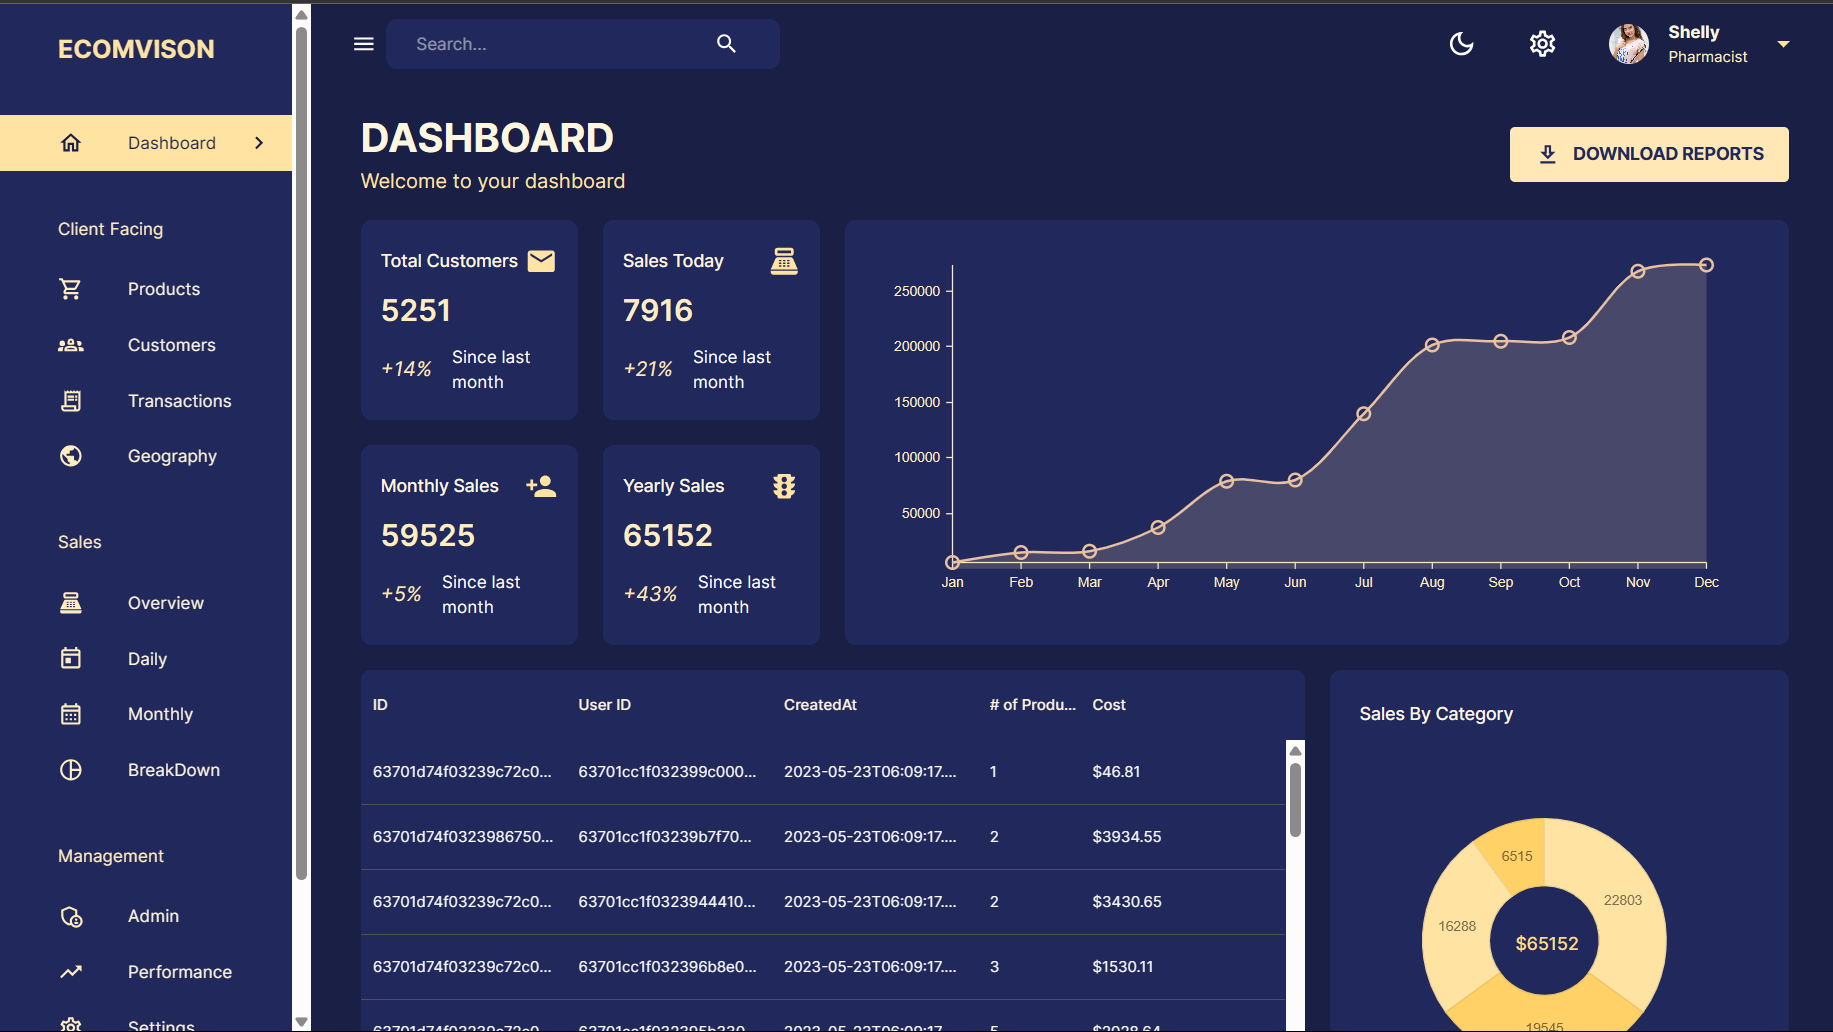 ECOMVISON
Search...
Shelly
Pharmacist
Dashboard
Client Facing
Products
Customers
Transactions
Geography
Sales
Overview
Daily
Monthly
BreakDown
Management
Admin
Performance
Settings
DASHBOARD
Welcome to your dashboard
DOWNLOAD REPORTS
Total Customers
5251
+14%
Since last
month
Sales Today
7916
+21%
Since last
month
Monthly Sales
59525
+5%
Since last
month
Yearly Sales
65152
+43%
Since last
month
250000
200000
150000
100000
50000
Jan Feb Mar Apr May Jun Jul Aug Sep Oct Nov Dec
ID User ID CreatedAt # of Produ... Cost
63701d74f03239c72c0... 63701cc1f032399c000... 2023-05-23T06:09:17.... 1 $46.81
63701d74f0323986750... 63701cc1f03239b7f70... 2023-05-23T06:09:17.... 2 $3934.55
63701d74f03239c72c0... 63701cc1f0323944410... 2023-05-23T06:09:17.... 2 $3430.65
63701d74f03239c72c0... 63701cc1f032396b8e0... 2023-05-23T06:09:17.... 3 $1530.11
Sales By Category
6515
22803
16288
$65152
19545